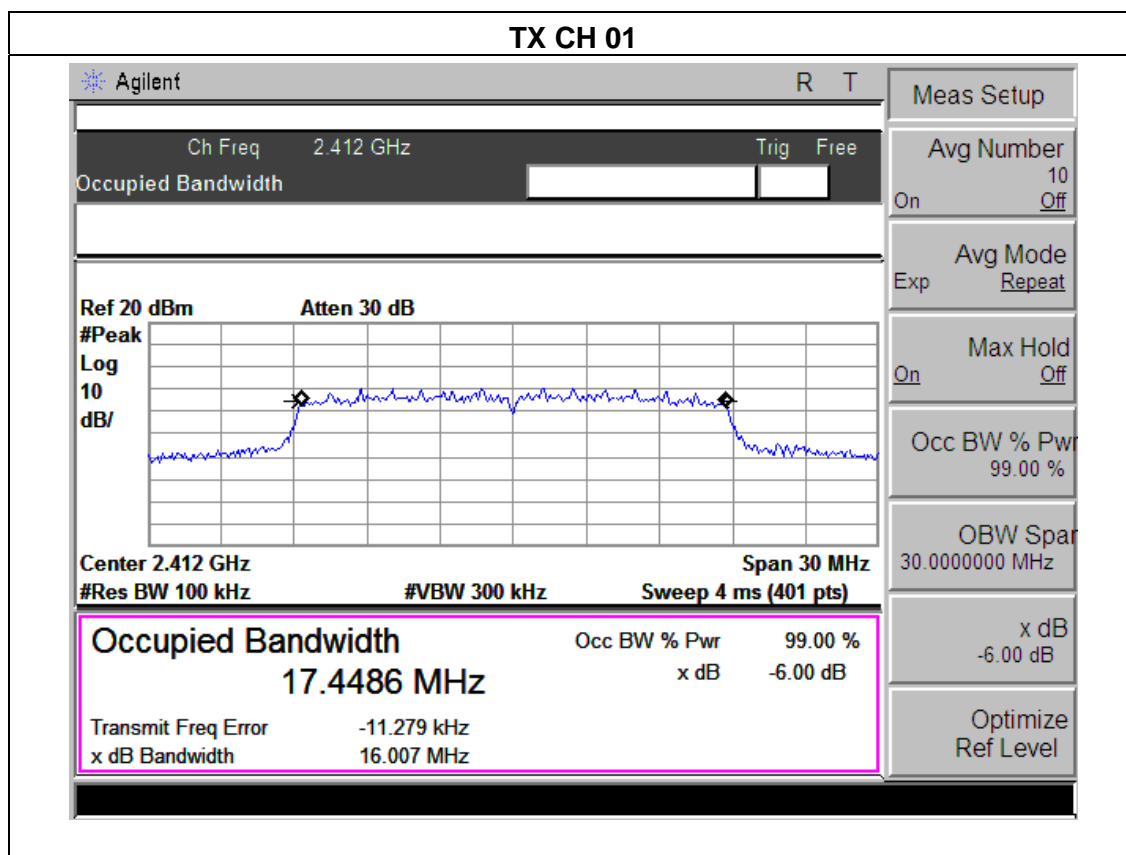 TX CH 01
Agilent R T
Ch Freq 2.412 GHz Trig Free
Occupied Bandwidth
Ref 20 dBm Atten 30 dB
#Peak
Log
10
dB/
Center 2.412 GHz Span 30 MHz
#Res BW 100 kHz #VBW 300 kHz Sweep 4 ms (401 pts)
Occupied Bandwidth Occ BW % Pwr 99.00 %
17.4486 MHz x dB -6.00 dB
Transmit Freq Error -11.279 kHz
x dB Bandwidth 16.007 MHz
Meas Setup
Avg Number
10
On Off
Avg Mode
Exp Repeat
Max Hold
On Off
Occ BW % Pwr
99.00 %
OBW Span
30.0000000 MHz
x dB
-6.00 dB
Optimize
Ref Level